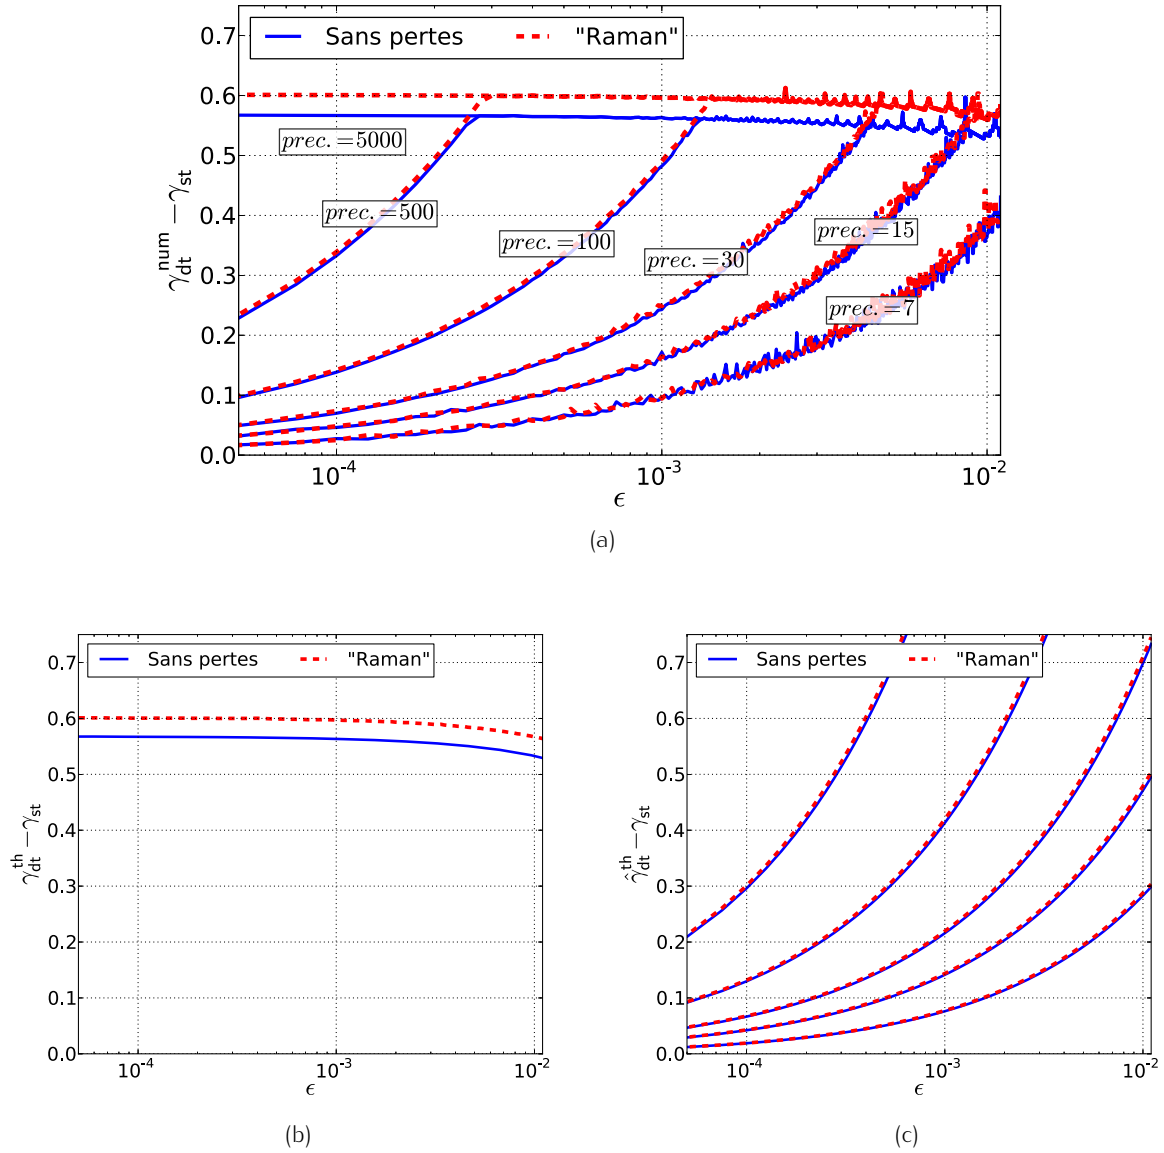 0.7
Sans pertes
"Raman"
0.6
prec.=5000
0.5
prec.=500
0.4
prec.=100
prec.=15
prec.=30
0.3
prec.=7
0.2
0.1
0.0
γ_dt^num − γ_st
10^-4
10^-3
10^-2
ϵ
(a)
0.7
Sans pertes
"Raman"
0.6
0.5
0.4
0.3
0.2
0.1
0.0
γ_dt^th − γ_st
10^-4
10^-3
10^-2
ϵ
(b)
0.7
Sans pertes
"Raman"
0.6
0.5
0.4
0.3
0.2
0.1
0.0
γ̂_dt^th − γ_st
10^-4
10^-3
10^-2
ϵ
(c)